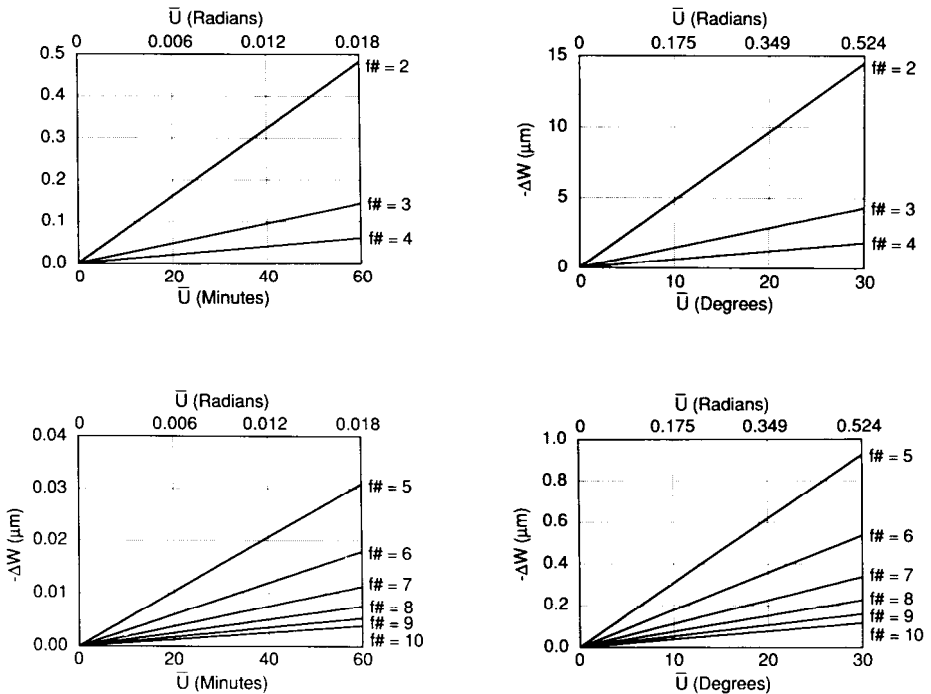 U̅ (Radians)
0 0.006 0.012 0.018
0.5
0.4
0.3
0.2
0.1
0.0
f# = 2
f# = 3
f# = 4
0 20 40 60
U̅ (Minutes)
U̅ (Radians)
0 0.175 0.349 0.524
15
10
5
0
-ΔW (μm)
f# = 2
f# = 3
f# = 4
0 10 20 30
U̅ (Degrees)
U̅ (Radians)
0 0.006 0.012 0.018
0.04
0.03
0.02
0.01
0.00
-ΔW (μm)
f# = 5
f# = 6
f# = 7
f# = 8
f# = 9
f# = 10
0 20 40 60
U̅ (Minutes)
U̅ (Radians)
0 0.175 0.349 0.524
1.0
0.8
0.6
0.4
0.2
0.0
-ΔW (μm)
f# = 5
f# = 6
f# = 7
f# = 8
f# = 9
f# = 10
0 10 20 30
U̅ (Degrees)